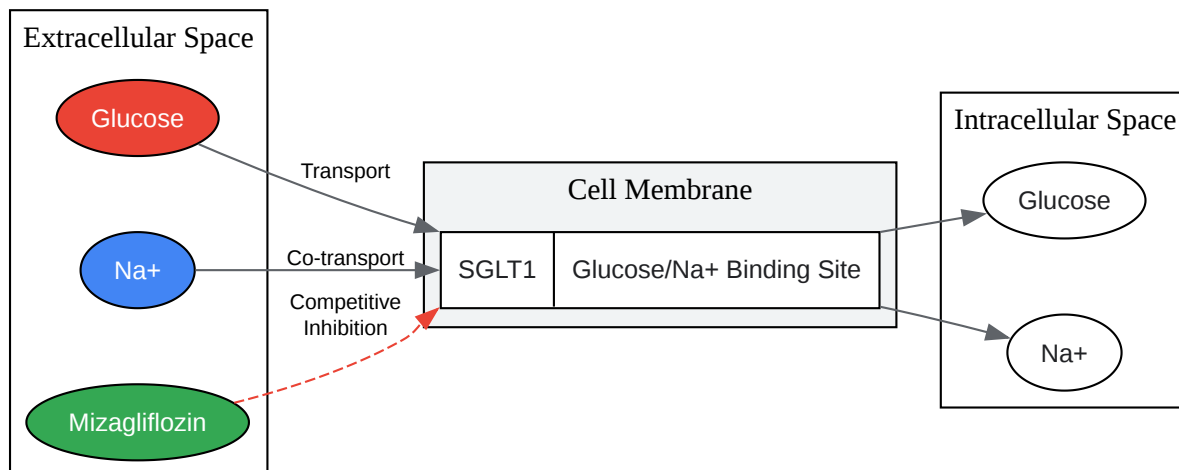 Extracellular Space
Glucose
Na+
Mizagliflozin
Transport
Co-transport
Competitive
Inhibition
Cell Membrane
SGLT1
Glucose/Na+ Binding Site
Intracellular Space
Glucose
Na+